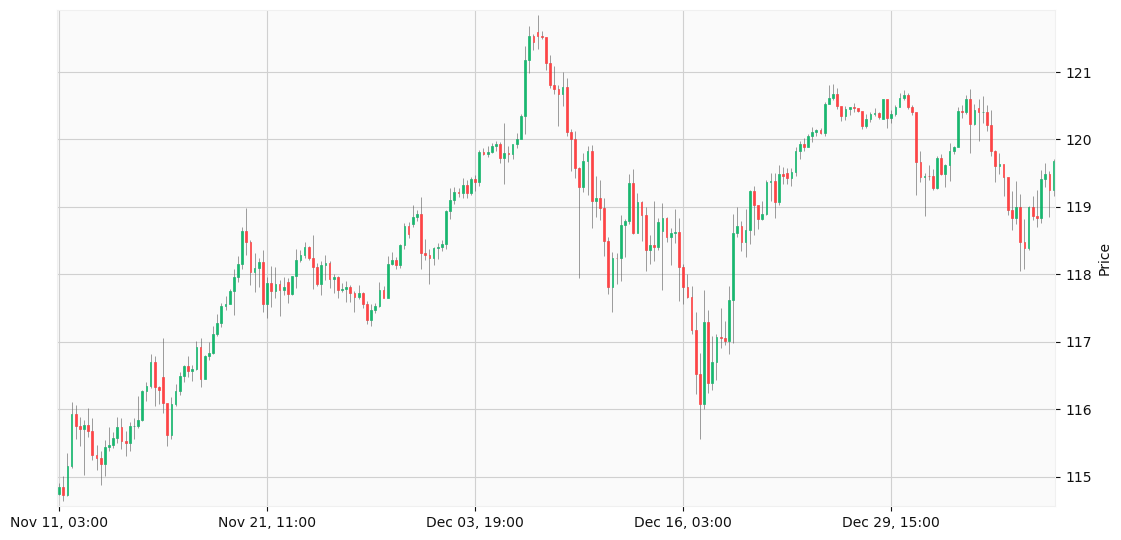 121
120
119
118
117
116
115
Price
Nov 11, 03:00
Nov 21, 11:00
Dec 03, 19:00
Dec 16, 03:00
Dec 29, 15:00